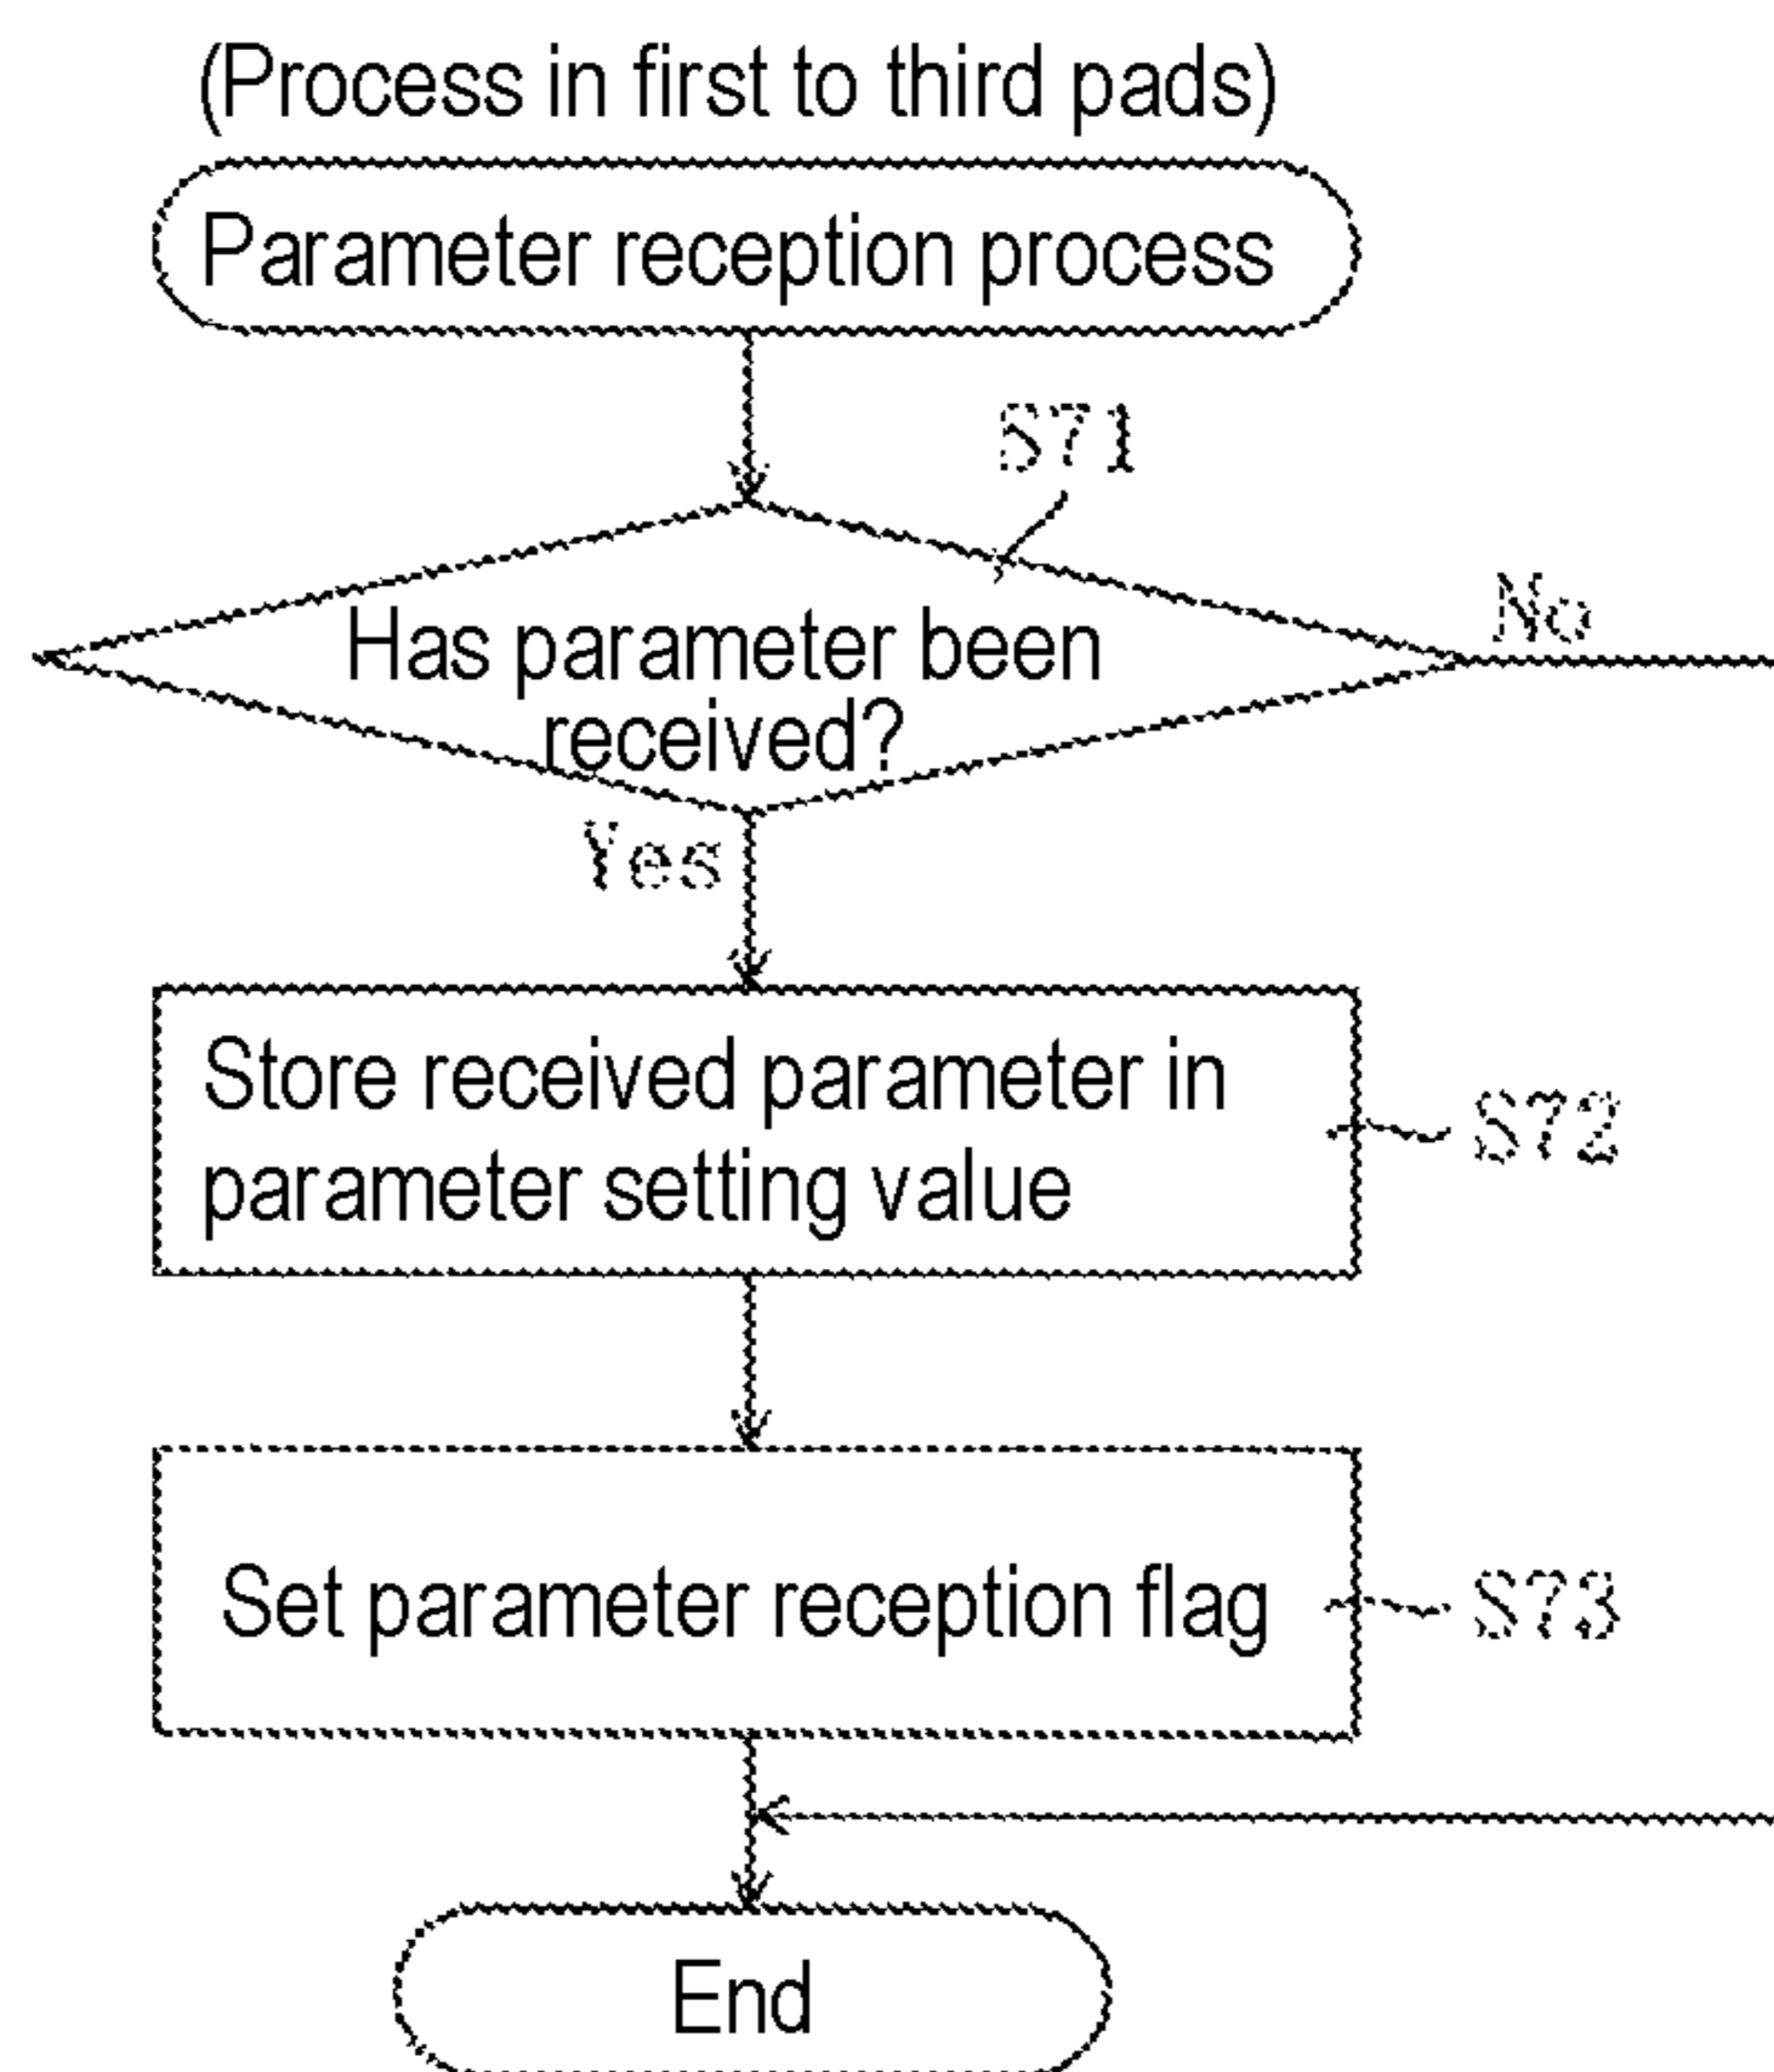 (Process in first to third pads)
Parameter reception process
S71
Has parameter been
received?
No
Yes
Store received parameter in
parameter setting value
S72
Set parameter reception flag
S73
End